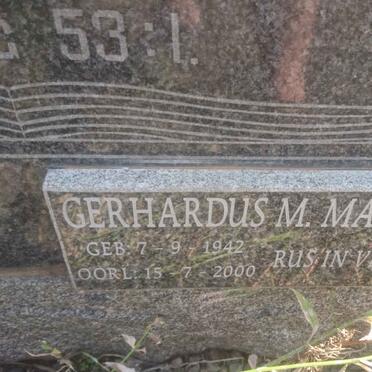 53:1.
GERHARDUS M. MA
GEB: 7-9-1942
OORL: 15-7-2000
RUS IN V